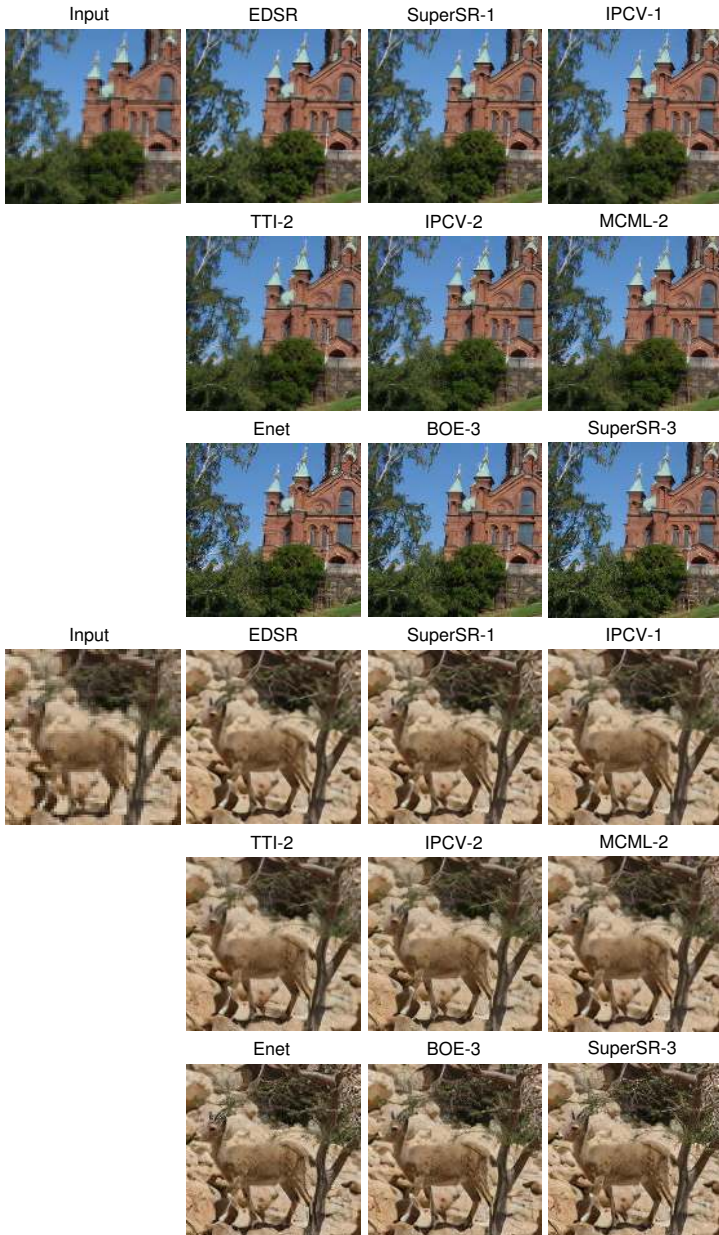 Input EDSR SuperSR-1 IPCV-1
TTI-2 IPCV-2 MCML-2
Enet BOE-3 SuperSR-3
Input EDSR SuperSR-1 IPCV-1
TTI-2 IPCV-2 MCML-2
Enet BOE-3 SuperSR-3